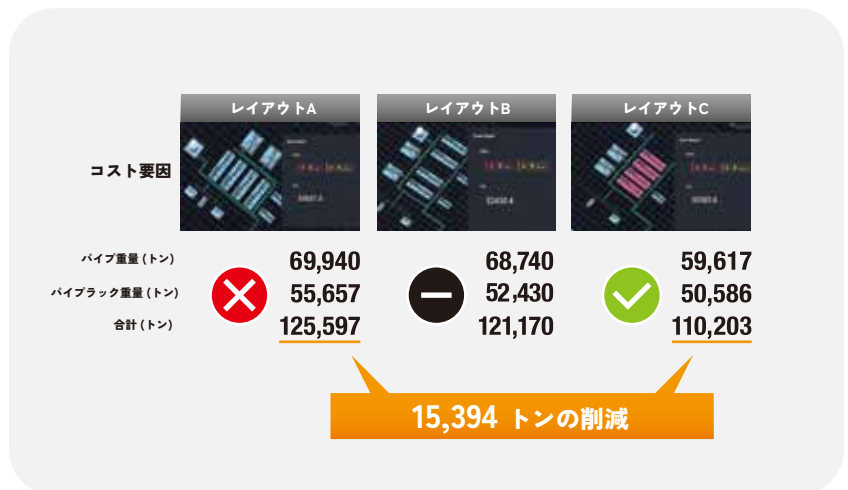 レイアウトA
レイアウトB
レイアウトC
コスト要因
パイプ重量(トン)
69,940
68,740
59,617
パイプラック重量(トン)
55,657
52,430
50,586
合計(トン)
125,597
121,170
110,203
15,394 トンの削減